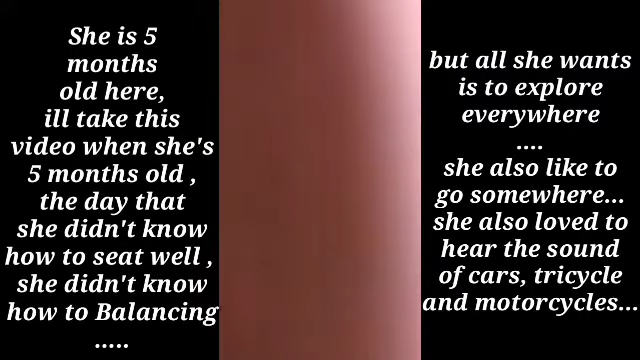 She is 5
months
old here,
ill take this
video when she's
5 months old ,
the day that
she didn't know
how to seat well ,
she didn't know
how to Balancing
.....
but all she wants
is to explore
everywhere
....
she also like to
go somewhere...
she also loved to
hear the sound
of cars, tricycle
and motorcycles...